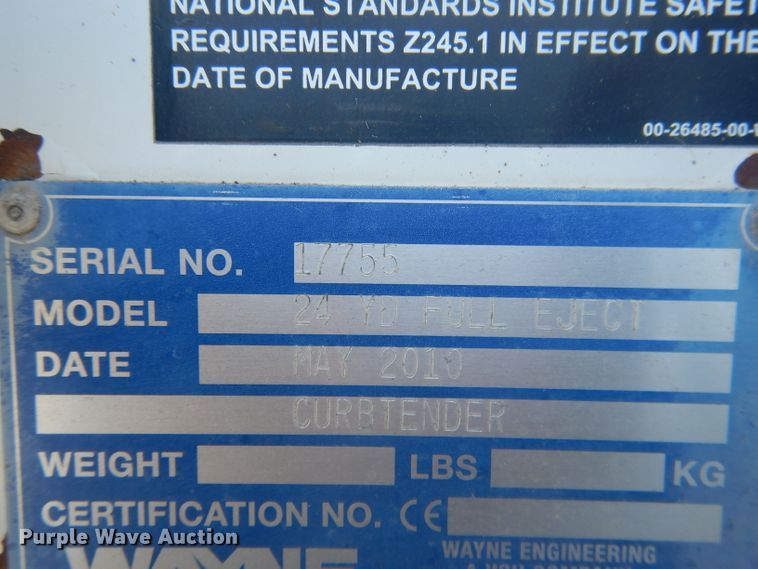 NATIONAL STANDARDS INSTITUTE SAFET
REQUIREMENTS Z245.1 IN EFFECT ON THE
DATE OF MANUFACTURE
00-26485-00-
SERIAL NO. 17755
MODEL 24 YD FULL EJECT
DATE MAY 2010
CURBTENDER
WEIGHT LBS KG
CERTIFICATION NO. CE
Purple Wave Auction
WAYNE
WAYNE ENGINEERING